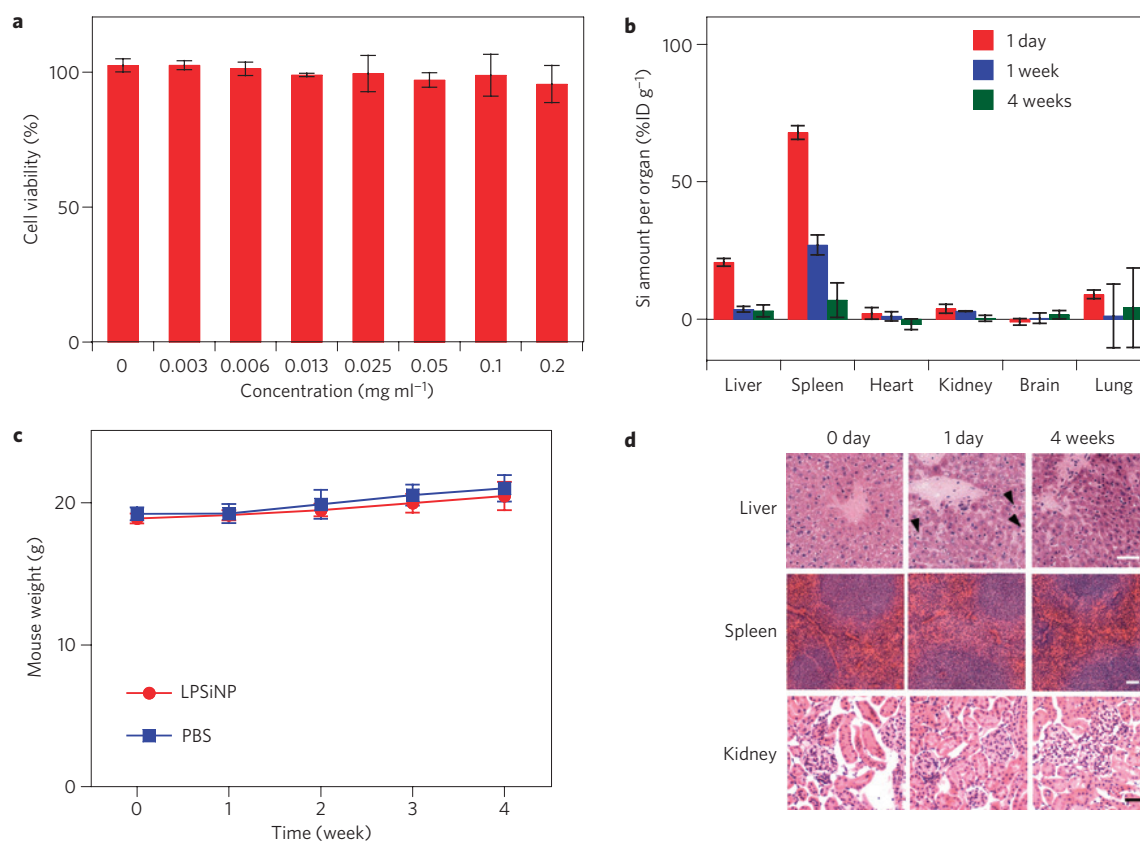 a
Cell viability (%)
100
50
0
0 0.003 0.006 0.013 0.025 0.05 0.1 0.2
Concentration (mg ml⁻¹)
b
Si amount per organ (%ID g⁻¹)
100
50
0
1 day
1 week
4 weeks
Liver Spleen Heart Kidney Brain Lung
c
Mouse weight (g)
20
10
0
LPSiNP
PBS
0 1 2 3 4
Time (week)
d
0 day 1 day 4 weeks
Liver
Spleen
Kidney